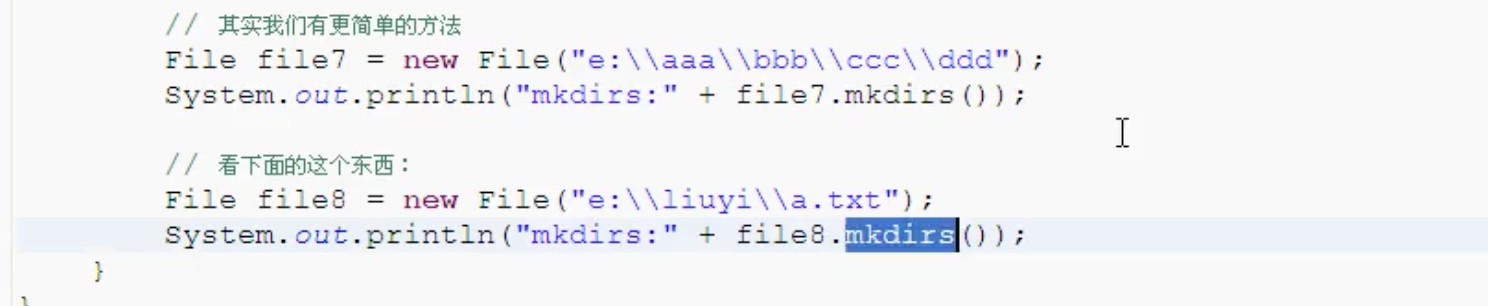 // 其实我们有更简单的方法
File file7 = new File("e:\\aaa\\bbb\\ccc\\ddd");
System.out.println("mkdirs:" + file7.mkdirs());
// 看下面的这个东西：
File file8 = new File("e:\\liuyi\\a.txt");
System.out.println("mkdirs:" + file8.mkdirs());
}
}